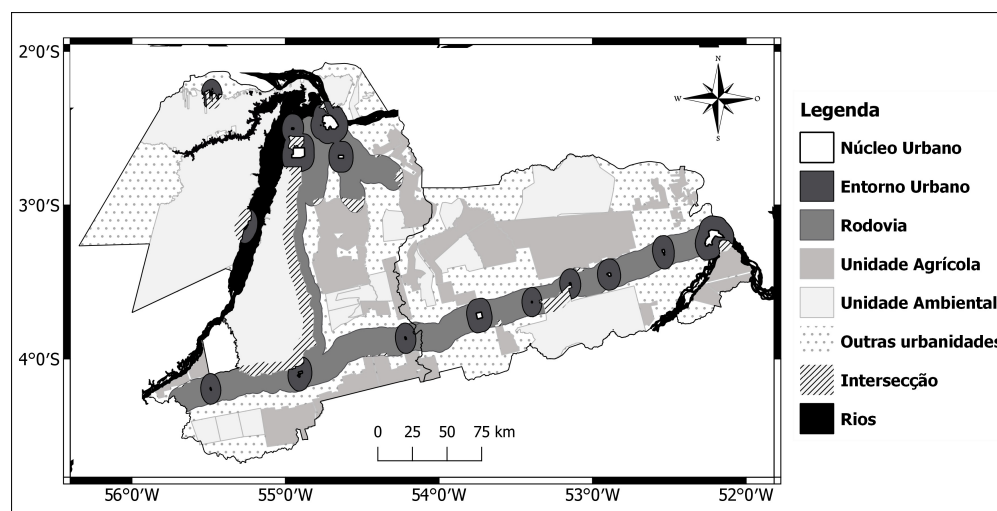 2°0'S
3°0'S
4°0'S
56°0'W 55°0'W 54°0'W 53°0'W 52°0'W
N
W O
S
0 25 50 75 km
Legenda
Núcleo Urbano
Entorno Urbano
Rodovia
Unidade Agrícola
Unidade Ambiental
Outras urbanidades
Intersecção
Rios